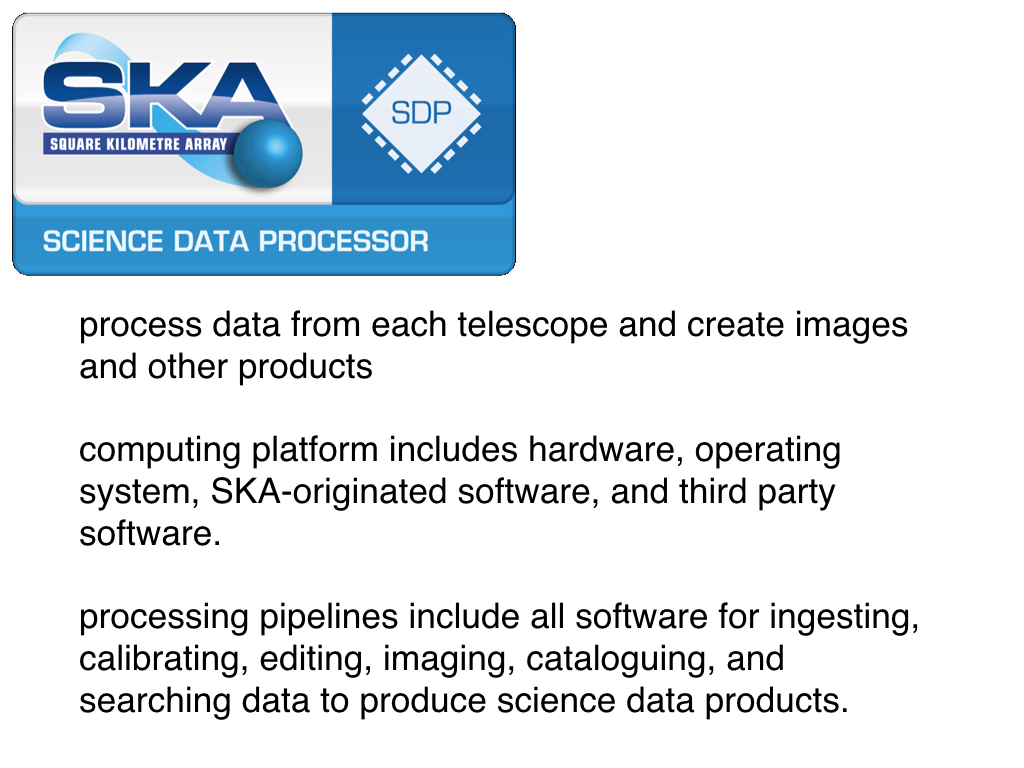 SKA
SQUARE KILOMETRE ARRAY
SDP
SCIENCE DATA PROCESSOR
process data from each telescope and create images
and other products
computing platform includes hardware, operating
system, SKA-originated software, and third party
software.
processing pipelines include all software for ingesting,
calibrating, editing, imaging, cataloguing, and
searching data to produce science data products.